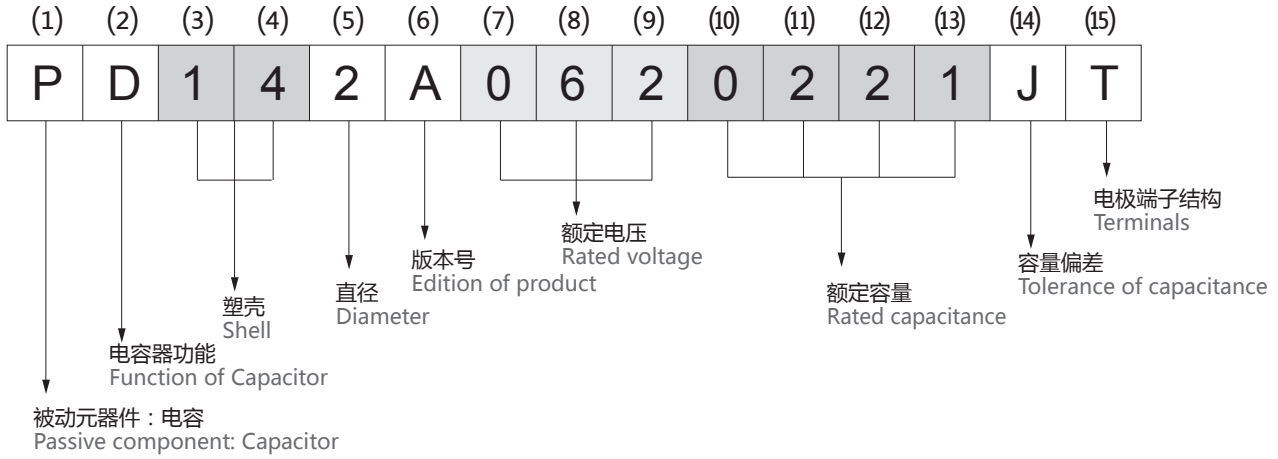 (1) (2) (3) (4) (5) (6) (7) (8) (9) (10) (11) (12) (13) (14) (15)
P D 1 4 2 A 0 6 2 0 2 2 1 J T
电极端子结构
Terminals
额定电压
Rated voltage
版本号
Edition of product
容量偏差
Tolerance of capacitance
直径
Diameter
额定容量
Rated capacitance
塑壳
Shell
电容器功能
Function of Capacitor
被动元器件：电容
Passive component: Capacitor